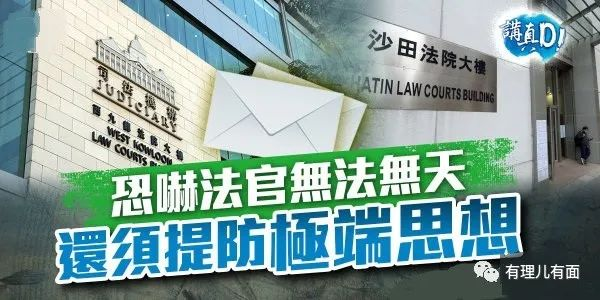 講真D!
司法機構
JUDICIARY
西九龍法院大樓
WEST KOWLOON
LAW COURTS
沙田法院大樓
HATIN LAW COURTS BUILDING
恐嚇法官無法無天
還須提防極端思想
有理儿有面